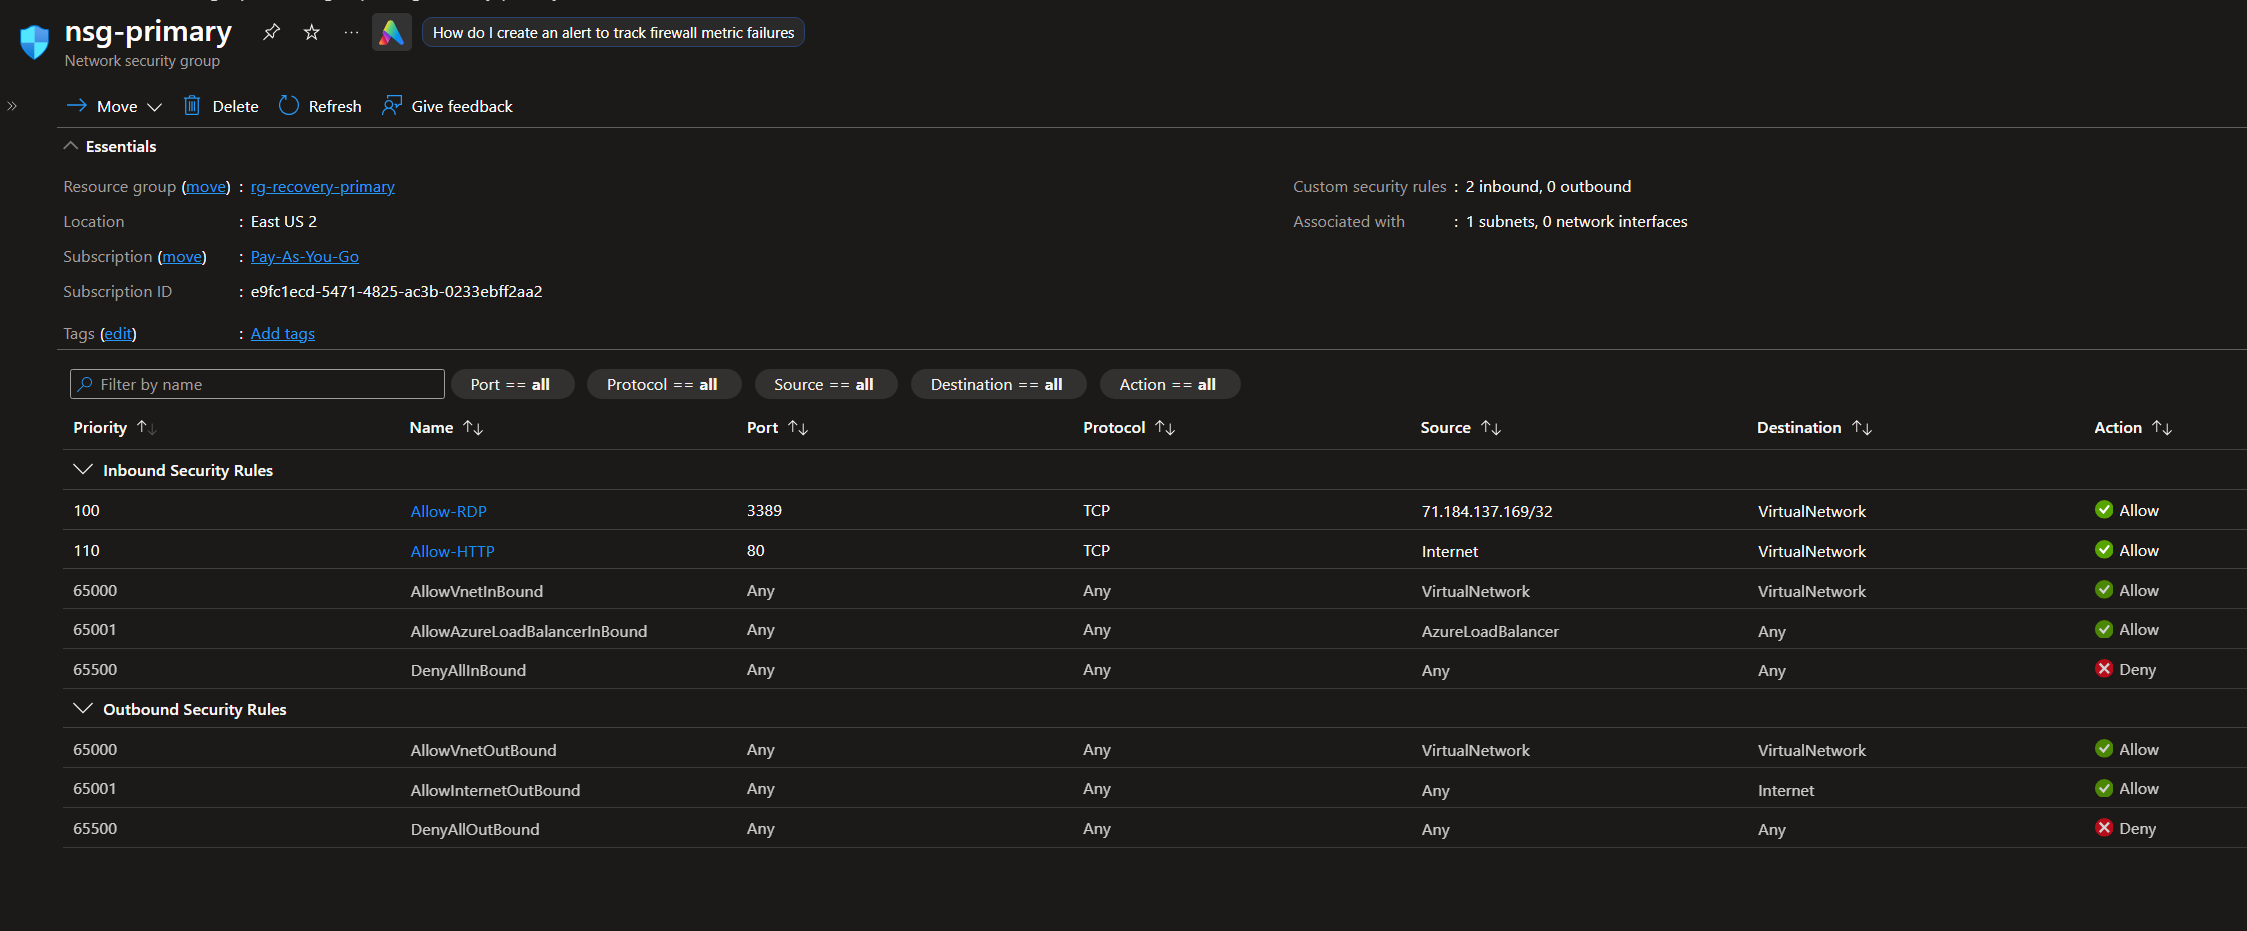 nsg-primary
How do I create an alert to track firewall metric failures
Network security group
Move
Delete
Refresh
Give feedback
Essentials
Resource group (move) : rg-recovery-primary
Location : East US 2
Subscription (move) : Pay-As-You-Go
Subscription ID : e9fc1ecd-5471-4825-ac3b-0233ebff2aa2
Tags (edit) : Add tags
Custom security rules : 2 inbound, 0 outbound
Associated with : 1 subnets, 0 network interfaces
Filter by name Port == all Protocol == all Source == all Destination == all Action == all
Priority Name Port Protocol Source Destination Action
Inbound Security Rules
100 Allow-RDP 3389 TCP 71.184.137.169/32 VirtualNetwork Allow
110 Allow-HTTP 80 TCP Internet VirtualNetwork Allow
65000 AllowVnetInBound Any Any VirtualNetwork VirtualNetwork Allow
65001 AllowAzureLoadBalancerInBound Any Any AzureLoadBalancer Any Allow
65500 DenyAllInBound Any Any Any Any Deny
Outbound Security Rules
65000 AllowVnetOutBound Any Any VirtualNetwork VirtualNetwork Allow
65001 AllowInternetOutBound Any Any Any Internet Allow
65500 DenyAllOutBound Any Any Any Any Deny